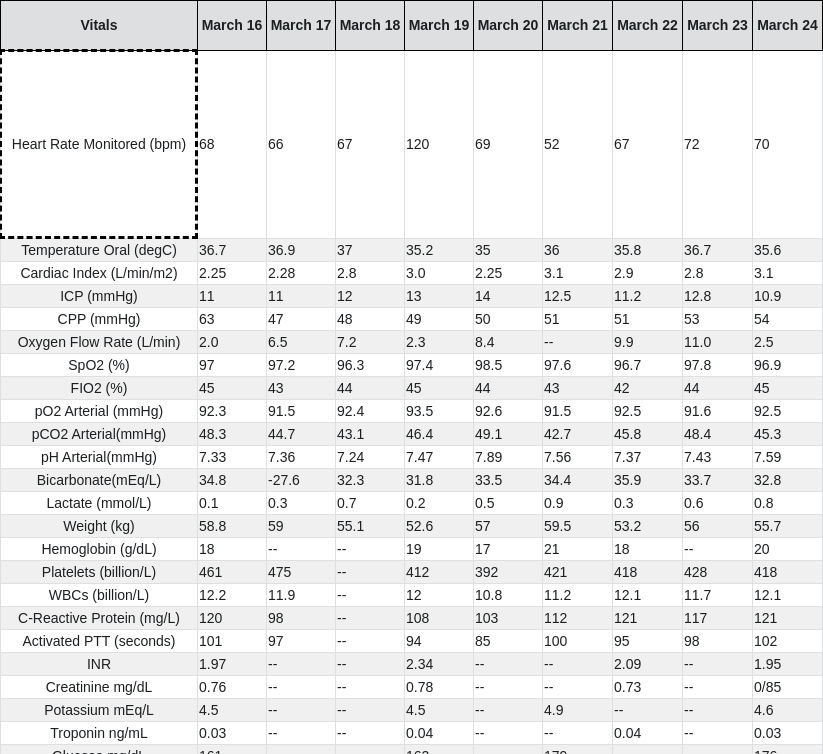 Vitals March 16 March 17 March 18 March 19 March 20 March 21 March 22 March 23 March 24
Heart Rate Monitored (bpm) 68 66 67 120 69 52 67 72 70
Temperature Oral (degC) 36.7 36.9 37 35.2 35 36 35.8 36.7 35.6
Cardiac Index (L/min/m2) 2.25 2.28 2.8 3.0 2.25 3.1 2.9 2.8 3.1
ICP (mmHg) 11 11 12 13 14 12.5 11.2 12.8 10.9
CPP (mmHg) 63 47 48 49 50 51 51 53 54
Oxygen Flow Rate (L/min) 2.0 6.5 7.2 2.3 8.4 -- 9.9 11.0 2.5
SpO2 (%) 97 97.2 96.3 97.4 98.5 97.6 96.7 97.8 96.9
FIO2 (%) 45 43 44 45 44 43 42 44 45
pO2 Arterial (mmHg) 92.3 91.5 92.4 93.5 92.6 91.5 92.5 91.6 92.5
pCO2 Arterial(mmHg) 48.3 44.7 43.1 46.4 49.1 42.7 45.8 48.4 45.3
pH Arterial(mmHg) 7.33 7.36 7.24 7.47 7.89 7.56 7.37 7.43 7.59
Bicarbonate(mEq/L) 34.8 -27.6 32.3 31.8 33.5 34.4 35.9 33.7 32.8
Lactate (mmol/L) 0.1 0.3 0.7 0.2 0.5 0.9 0.3 0.6 0.8
Weight (kg) 58.8 59 55.1 52.6 57 59.5 53.2 56 55.7
Hemoglobin (g/dL) 18 -- -- 19 17 21 18 -- 20
Platelets (billion/L) 461 475 -- 412 392 421 418 428 418
WBCs (billion/L) 12.2 11.9 -- 12 10.8 11.2 12.1 11.7 12.1
C-Reactive Protein (mg/L) 120 98 -- 108 103 112 121 117 121
Activated PTT (seconds) 101 97 -- 94 85 100 95 98 102
INR 1.97 -- -- 2.34 -- -- 2.09 -- 1.95
Creatinine mg/dL 0.76 -- -- 0.78 -- -- 0.73 -- 0/85
Potassium mEq/L 4.5 -- -- 4.5 -- 4.9 -- -- 4.6
Troponin ng/mL 0.03 -- -- 0.04 -- -- 0.04 -- 0.03